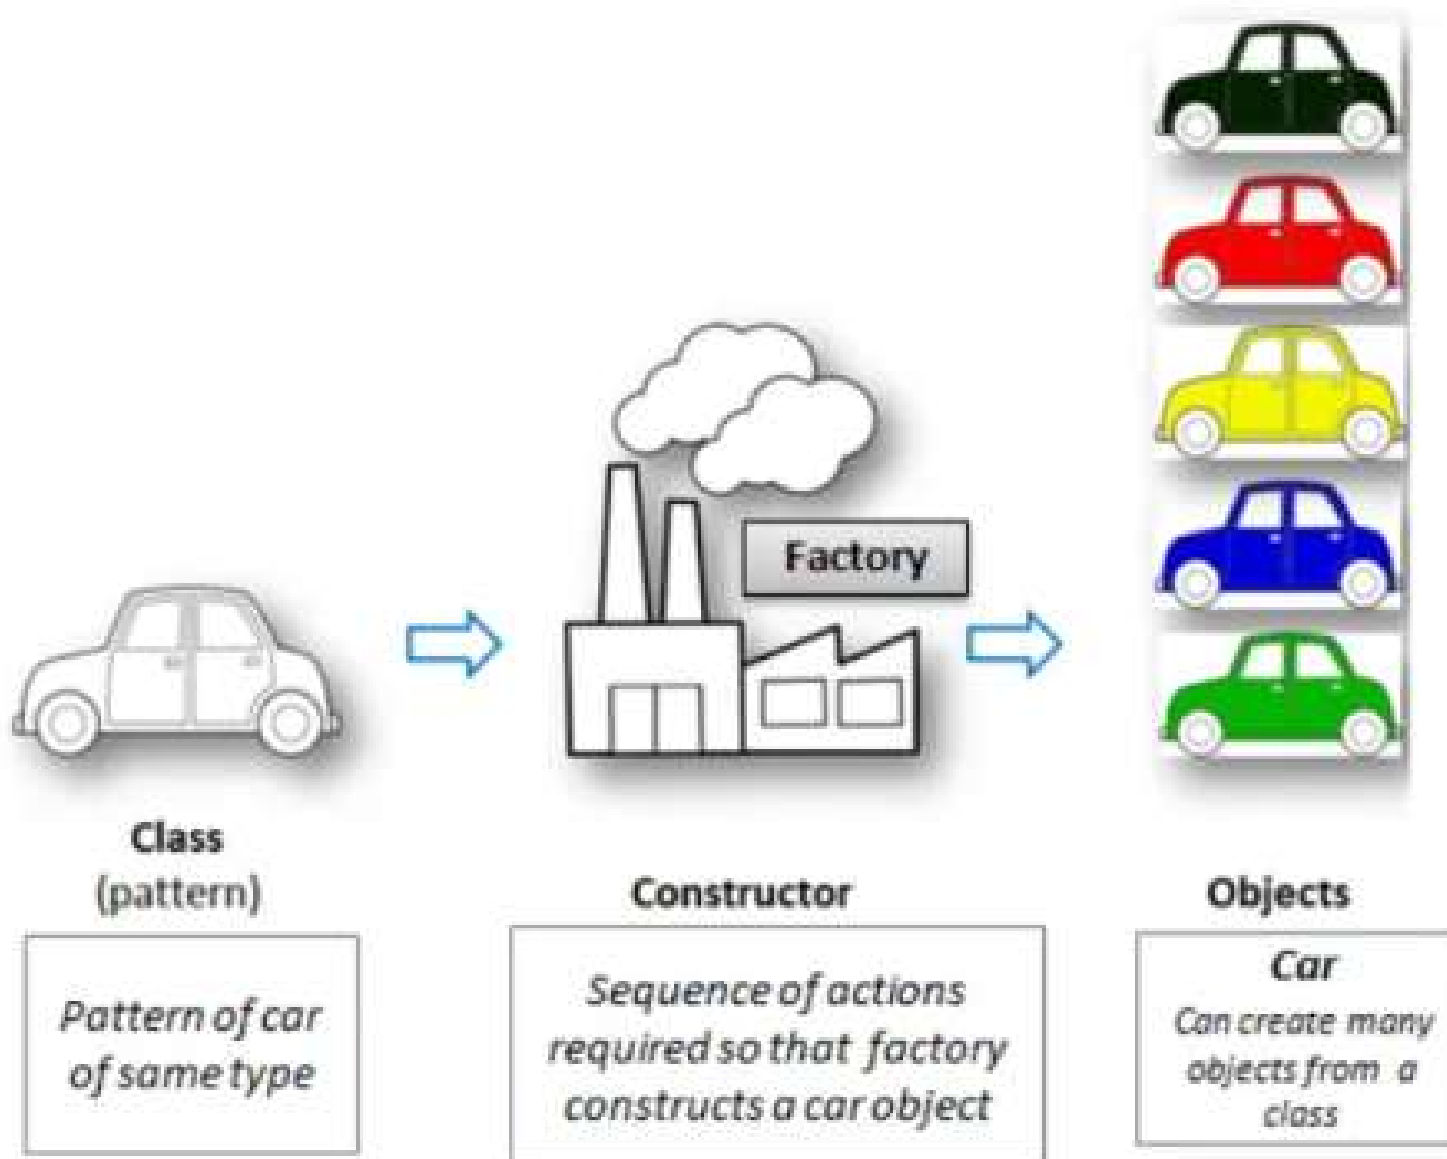 Factory
Class
(pattern)
Pattern of car
of same type
Constructor
Sequence of actions
required so that factory
constructs a car object
Objects
Car
Can create many
objects from a
class